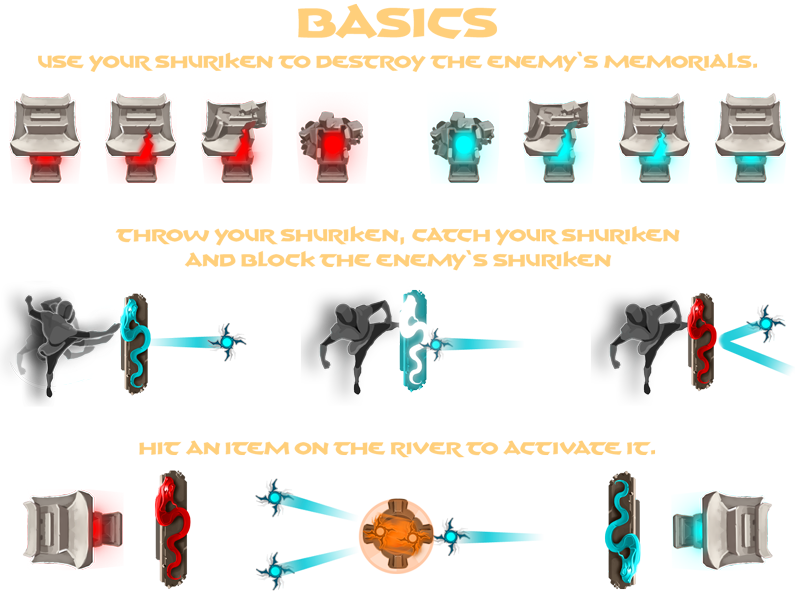 BASICS
USE YOUR SHURIKEN TO DESTROY THE ENEMY`S MEMORIALS.
THROW YOUR SHURIKEN, CATCH YOUR SHURIKEN
AND BLOCK THE ENEMY`S SHURIKEN
HIT AN ITEM ON THE RIVER TO ACTIVATE IT.